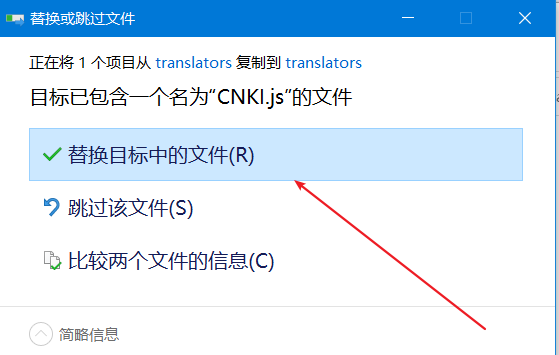 替换或跳过文件
正在将 1 个项目从 translators 复制到 translators
目标已包含一个名为“CNKI.js”的文件
替换目标中的文件(R)
跳过该文件(S)
比较两个文件的信息(C)
简略信息